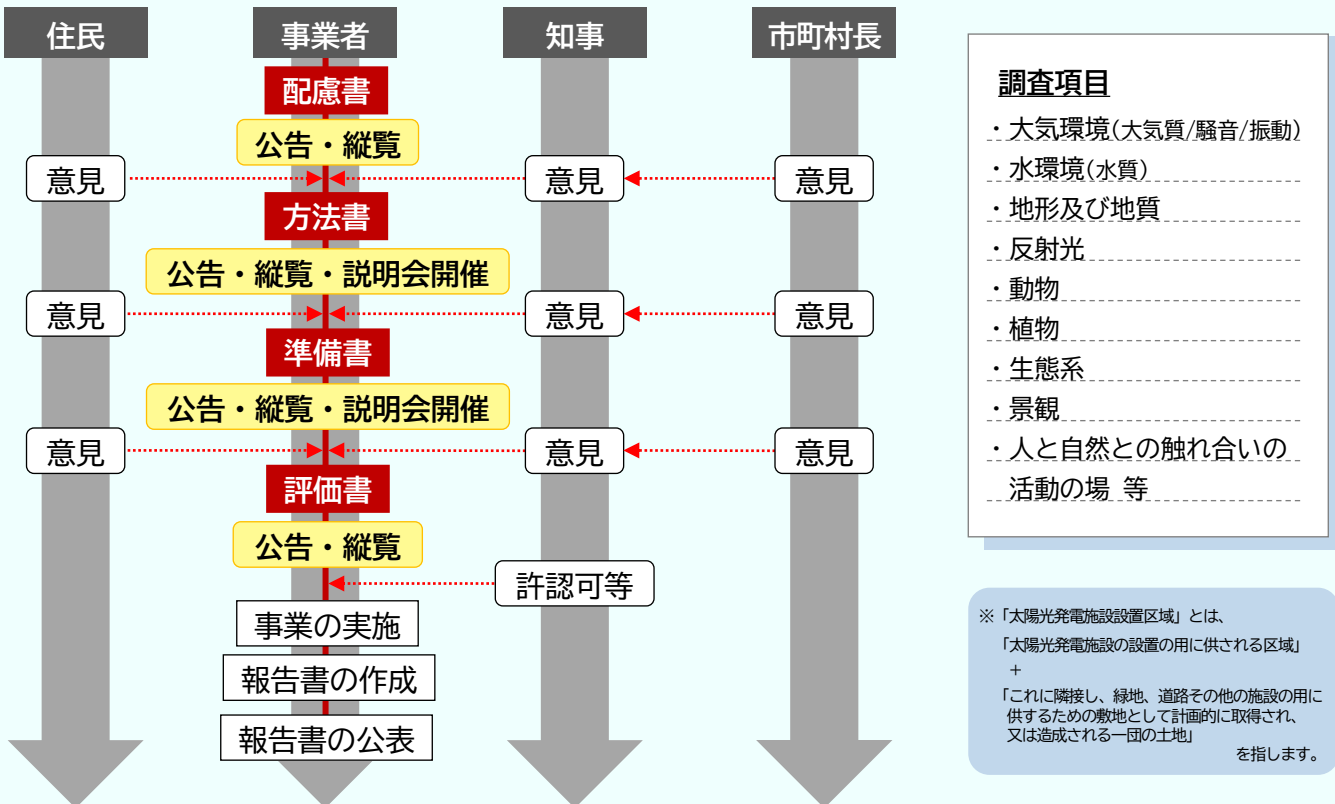 住民
事業者
知事
市町村長
配慮書
公告・縦覧
意見
意見
意見
方法書
公告・縦覧・説明会開催
意見
意見
意見
準備書
公告・縦覧・説明会開催
意見
意見
意見
評価書
公告・縦覧
許認可等
事業の実施
報告書の作成
報告書の公表
調査項目
・大気環境(大気質/騒音/振動)
・水環境(水質)
・地形及び地質
・反射光
・動物
・植物
・生態系
・景観
・人と自然との触れ合いの
活動の場 等
※「太陽光発電施設設置区域」とは、
「太陽光発電施設の設置の用に供される区域」
+
「これに隣接し、緑地、道路その他の施設の用に
供するための敷地として計画的に取得され、
又は造成される一団の土地」
を指します。